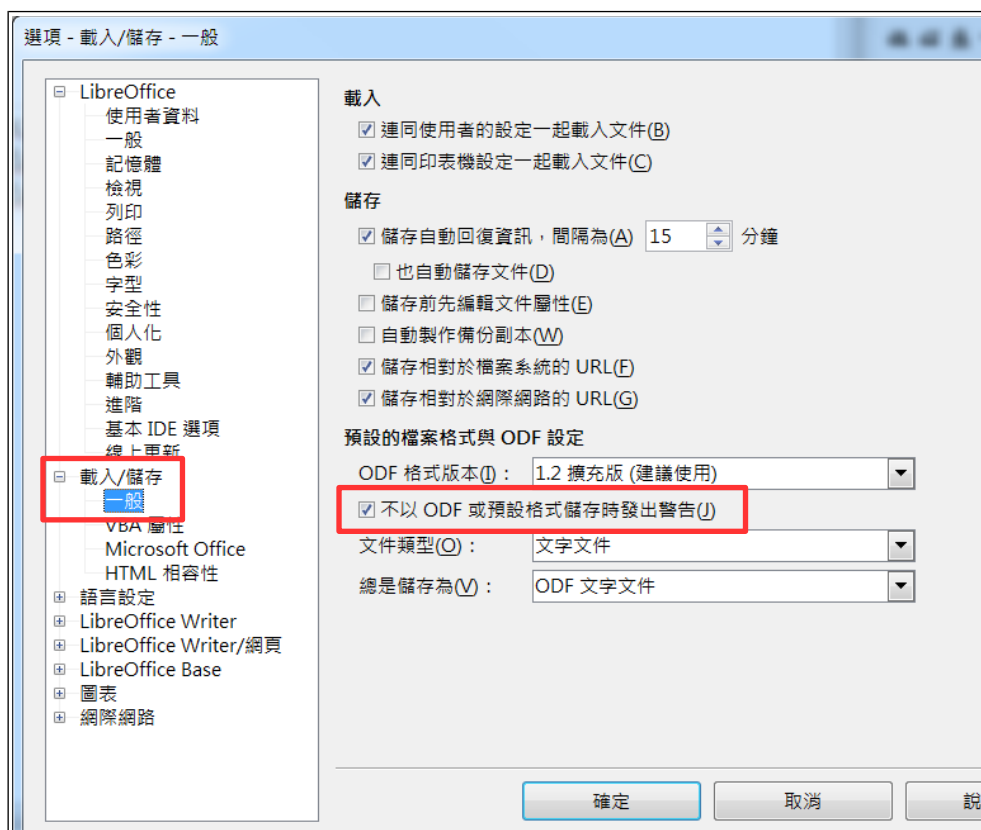 選項 - 載入/儲存 - 一般
LibreOffice
使用者資料
一般
記憶體
檢視
列印
路徑
色彩
字型
安全性
個人化
外觀
輔助工具
進階
基本 IDE 選項
線上更新
載入/儲存
一般
VBA 屬性
Microsoft Office
HTML 相容性
語言設定
LibreOffice Writer
LibreOffice Writer/網頁
LibreOffice Base
圖表
網際網路
載入
連同使用者的設定一起載入文件(B)
連同印表機設定一起載入文件(C)
儲存
儲存自動回復資訊，間隔為(A) 15 分鐘
也自動儲存文件(D)
儲存前先編輯文件屬性(E)
自動製作備份副本(W)
儲存相對於檔案系統的 URL(F)
儲存相對於網際網路的 URL(G)
預設的檔案格式與 ODF 設定
ODF 格式版本(I)： 1.2 擴充版 (建議使用)
不以 ODF 或預設格式儲存時發出警告(J)
文件類型(O)： 文字文件
總是儲存為(V)： ODF 文字文件
確定 取消 說